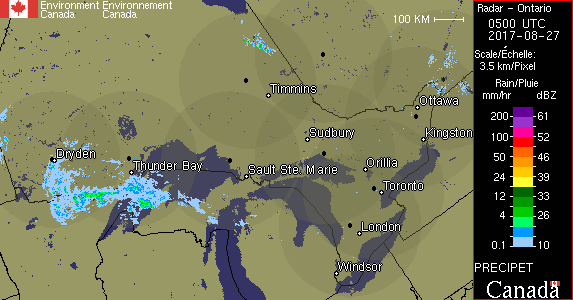 Environment Environnement
Canada Canada
100 KM
Timmins
Ottawa
Sudbury
Kingston
Dryden
Thunder Bay
Sault Ste. Marie
Orillia
Toronto
London
Windsor
Radar - Ontario
0500 UTC
2017-08-27
Scale/Échelle:
3.5 km/Pixel
Rain/Pluie
mm/hr dBZ
200 61
100 52
50 46
24 39
12 33
4 26
1 20
0.1 10
PRECIPET
Canada